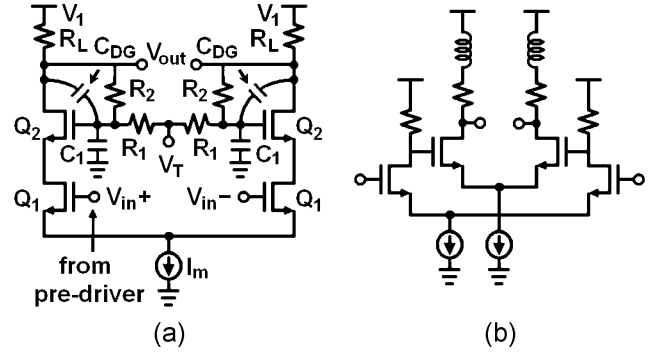 V1 V1
RL CDG Vout CDG RL
R2 R2
Q2 Q2
C1 R1 R1 C1
VT
Q1 Vin+ Vin− Q1
from
pre-driver
Im
(a) (b)